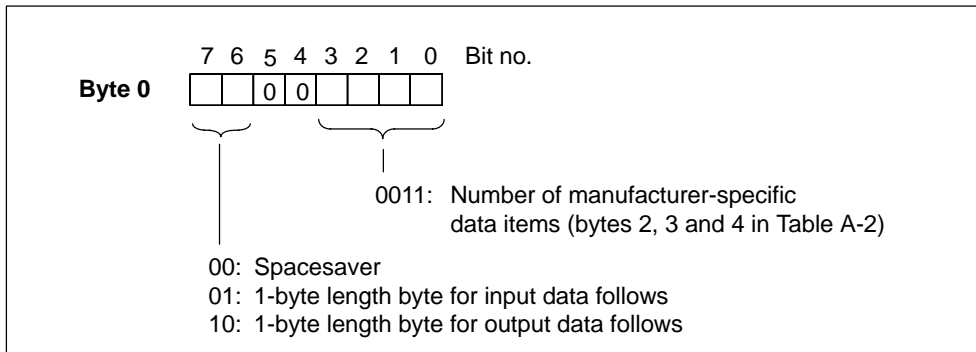 7 6 5 4 3 2 1 0 Bit no.
Byte 0 0 0
0011: Number of manufacturer-specific
data items (bytes 2, 3 and 4 in Table A-2)
00: Spacesaver
01: 1-byte length byte for input data follows
10: 1-byte length byte for output data follows